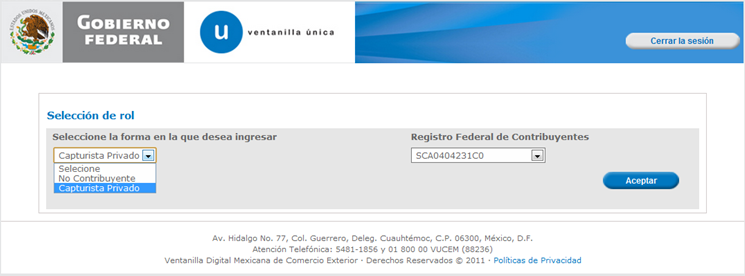 GOBIERNO
FEDERAL
u
ventanilla única
Cerrar la sesión
Selección de rol
Seleccione la forma en la que desea ingresar
Registro Federal de Contribuyentes
Capturista Privado
SCA0404231C0
Selecione
No Contribuyente
Capturista Privado
Aceptar
Av. Hidalgo No. 77, Col. Guerrero, Deleg. Cuauhtémoc, C.P. 06300, México, D.F.
Atención Telefónica: 5481-1856 y 01 800 00 VUCEM (88236)
Ventanilla Digital Mexicana de Comercio Exterior - Derechos Reservados © 2011 - Políticas de Privacidad